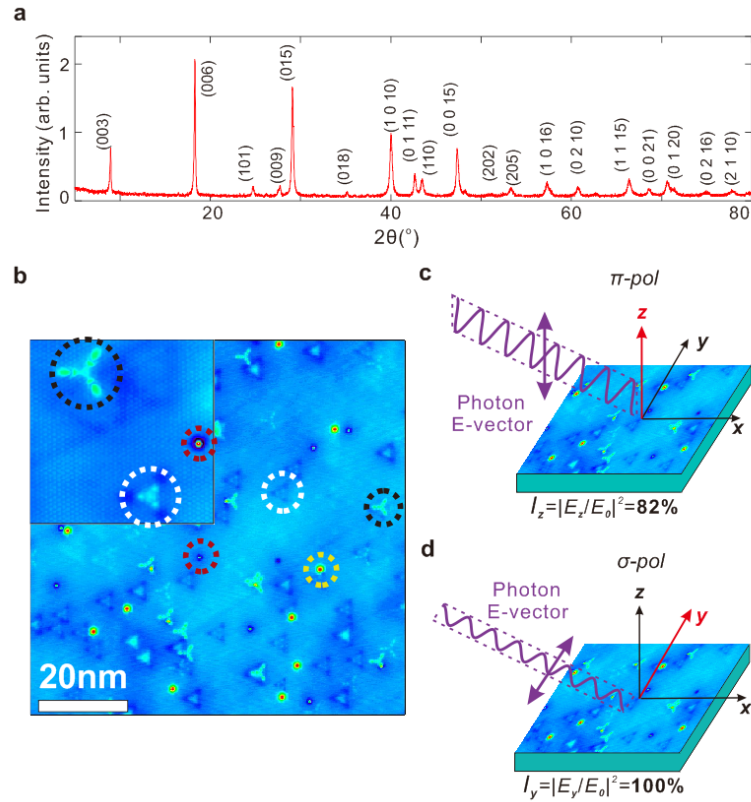 a
Intensity (arb. units)
2
1
0
(003)
(006)
(101)
(009)
(015)
(018)
(1 0 10)
(0 1 11)
(110)
(0 0 15)
(202)
(205)
(1 0 16)
(0 2 10)
(1 1 15)
(0 0 21)
(0 1 20)
(0 2 16)
(2 1 10)
20
40
60
80
2θ(°)
b
20nm
c
π-pol
z
y
x
Photon
E-vector
I_z=|E_z/E_0|²=82%
d
σ-pol
Photon
E-vector
z
y
x
I_y=|E_y/E_0|²=100%